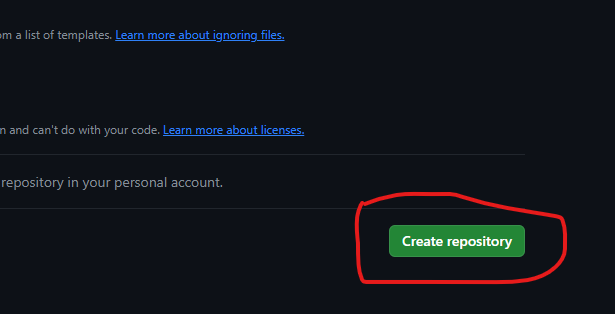 om a list of templates. Learn more about ignoring files.
n and can't do with your code. Learn more about licenses.
repository in your personal account.
Create repository